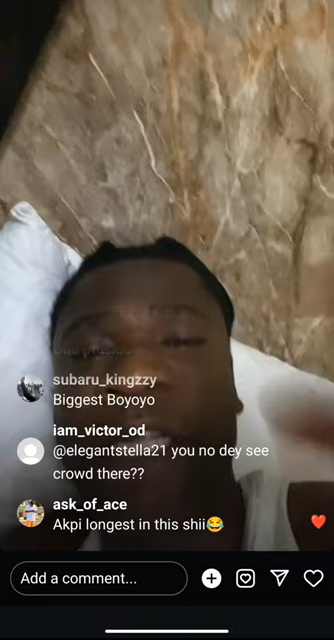 subaru_kingzzy
Biggest Boyoyo
iam_victor_od
@elegantstella21 you no dey see
crowd there??
ask_of_ace
Akpi longest in this shii😂
Add a comment...